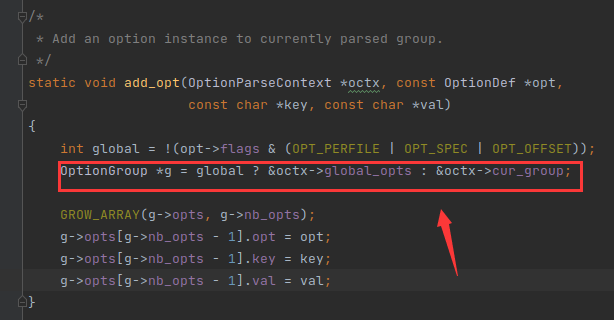 /*
 * Add an option instance to currently parsed group.
 */
static void add_opt(OptionParseContext *octx, const OptionDef *opt,
                    const char *key, const char *val)
{
    int global = !(opt->flags & (OPT_PERFILE | OPT_SPEC | OPT_OFFSET));
    OptionGroup *g = global ? &octx->global_opts : &octx->cur_group;

    GROW_ARRAY(g->opts, g->nb_opts);
    g->opts[g->nb_opts - 1].opt = opt;
    g->opts[g->nb_opts - 1].key = key;
    g->opts[g->nb_opts - 1].val = val;
}